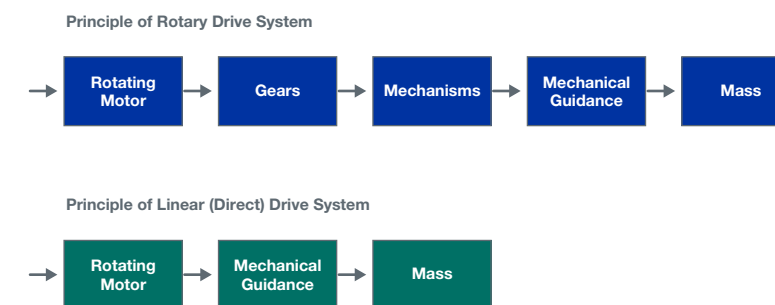 Principle of Rotary Drive System
Rotating
Motor
Gears
Mechanisms
Mechanical
Guidance
Mass
Principle of Linear (Direct) Drive System
Rotating
Motor
Mechanical
Guidance
Mass